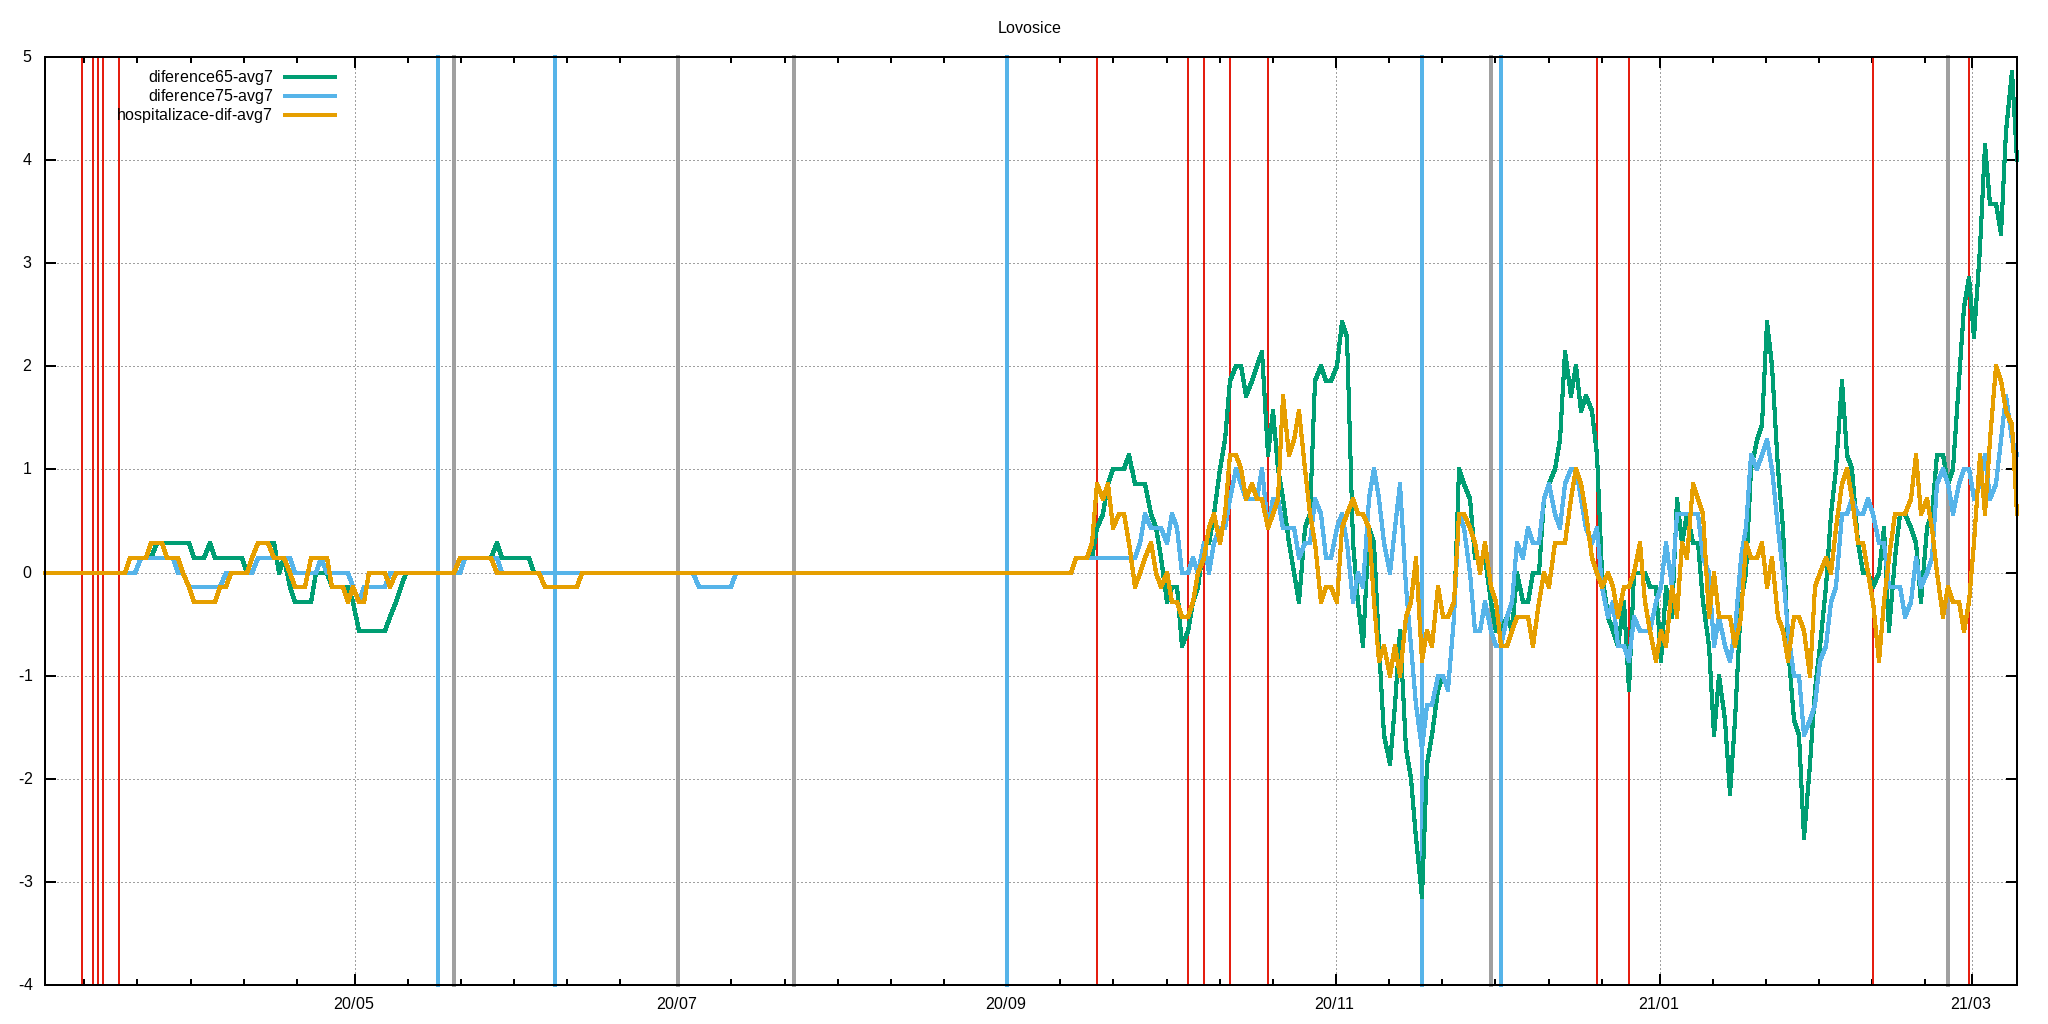 Lovosice
5
diference65-avg7
diference75-avg7
hospitalizace-dif-avg7
4
3
2
1
0
-1
-2
-3
-4
20/05 20/07 20/09 20/11 21/01 21/03